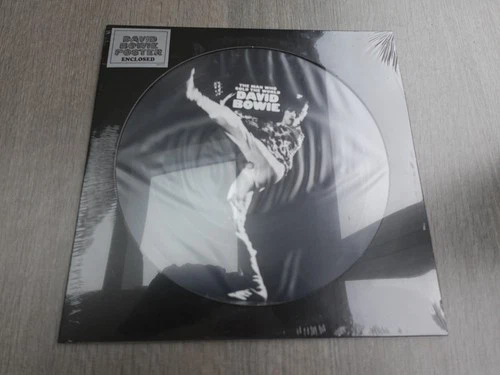 DAVID
BOWIE
POSTER
ENCLOSED
THE MAN WHO
SOLD THE WORLD
DAVID
BOWIE